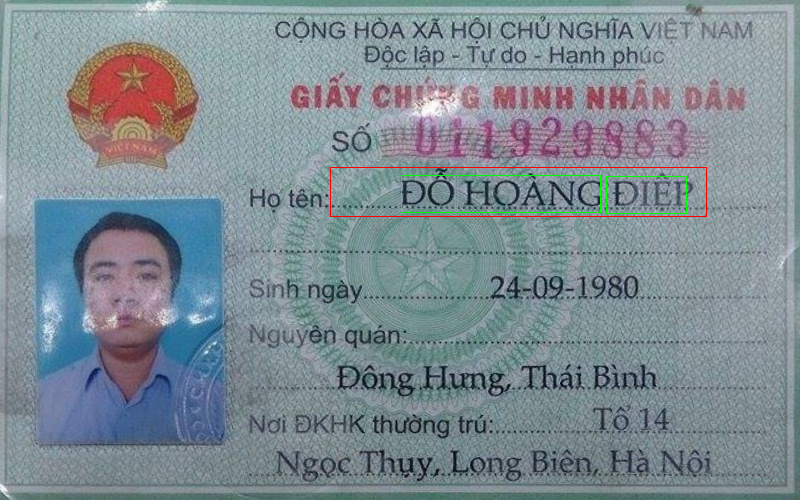 CỘNG HÒA XÃ HỘI CHỦ NGHĨA VIỆT NAM
Độc lập - Tự do - Hạnh phúc
GIẤY CHỨNG MINH NHÂN DÂN
SỐ 011929883
VIỆT NAM
Họ tên: ĐỖ HOÀNG ĐIỆP
Sinh ngày 24-09-1980
Nguyên quán:
Đông Hưng, Thái Bình
Nơi ĐKHK thường trú: Tổ 14
Ngọc Thụy, Long Biên, Hà Nội